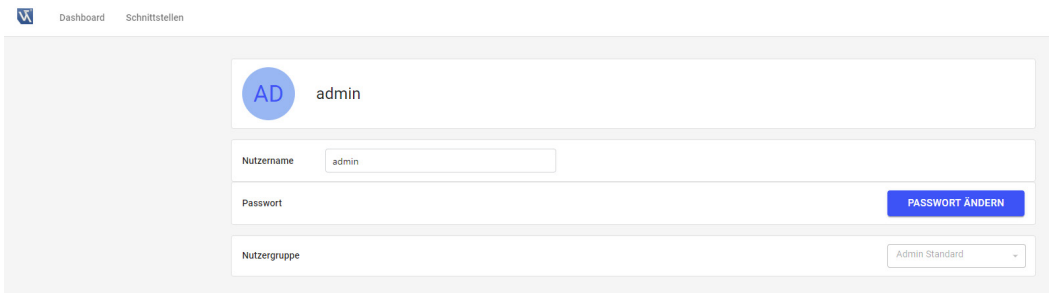 Dashboard Schnittstellen
AD admin
Nutzername admin
Passwort PASSWORT ÄNDERN
Nutzergruppe Admin Standard